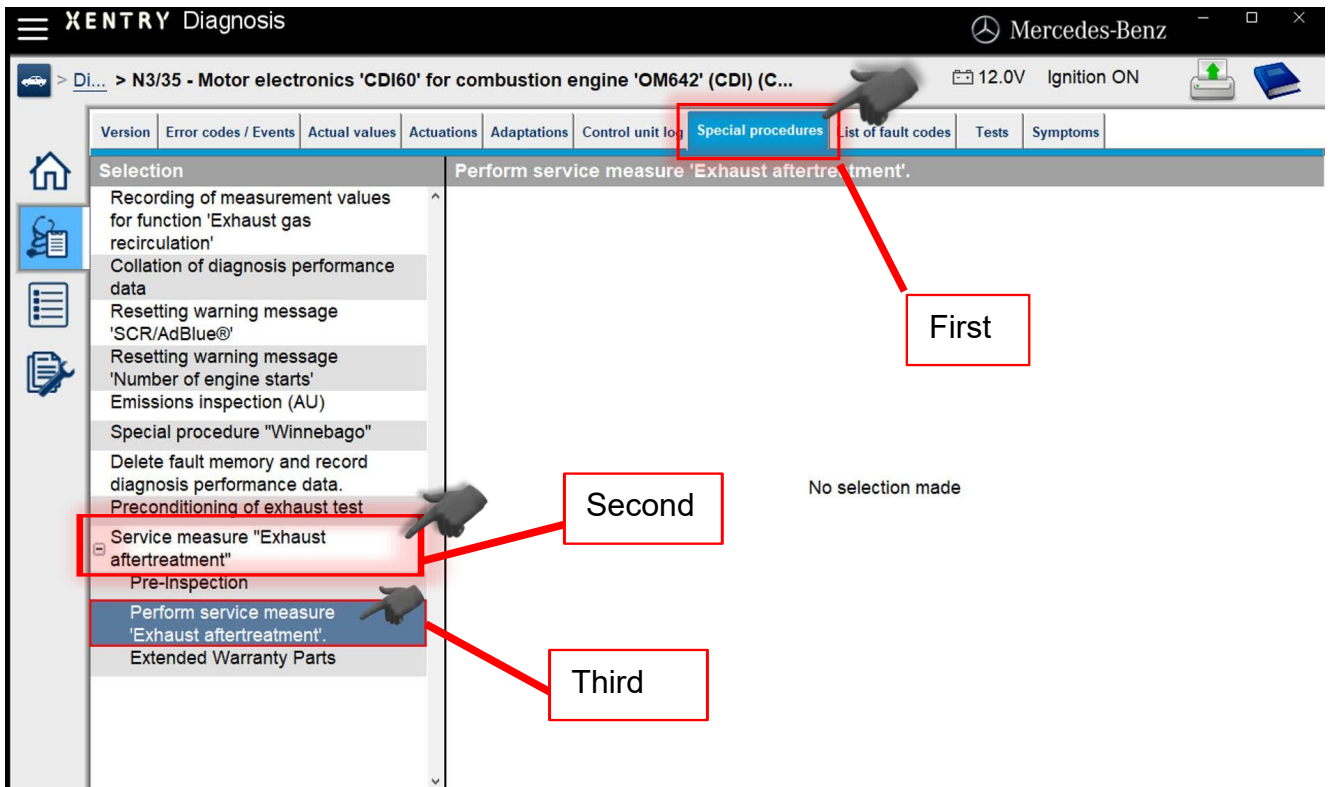 XENTRY Diagnosis
Mercedes-Benz
> Di... > N3/35 - Motor electronics 'CDI60' for combustion engine 'OM642' (CDI) (C...
12.0V Ignition ON
Version Error codes / Events Actual values Actuations Adaptations Control unit log Special procedures List of fault codes Tests Symptoms
Selection
Perform service measure 'Exhaust aftertreatment'.
Recording of measurement values
for function 'Exhaust gas
recirculation'
Collation of diagnosis performance
data
Resetting warning message
'SCR/AdBlue®'
Resetting warning message
'Number of engine starts'
Emissions inspection (AU)
Special procedure "Winnebago"
Delete fault memory and record
diagnosis performance data.
Preconditioning of exhaust test
Service measure "Exhaust
aftertreatment"
Pre-Inspection
Perform service measure
'Exhaust aftertreatment'.
Extended Warranty Parts
No selection made
First
Second
Third